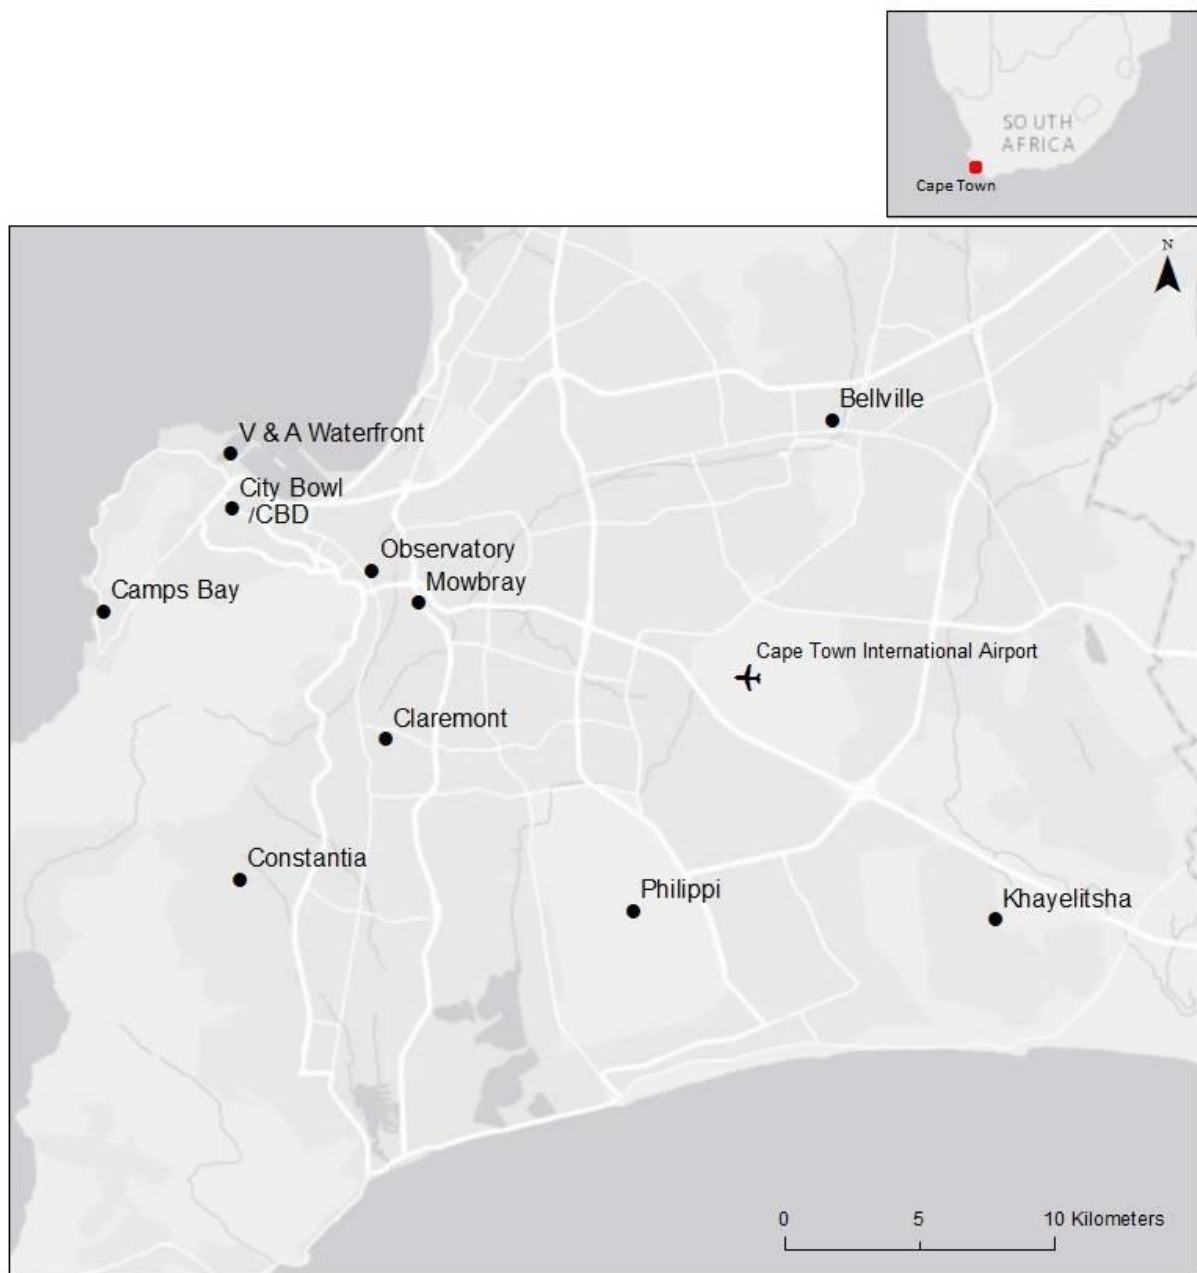 SOUTH
AFRICA
Cape Town
N
Bellville
V & A Waterfront
City Bowl
/CBD
Observatory
Mowbray
Camps Bay
Cape Town International Airport
Claremont
Constantia
Philippi
Khayelitsha
0 5 10 Kilometers